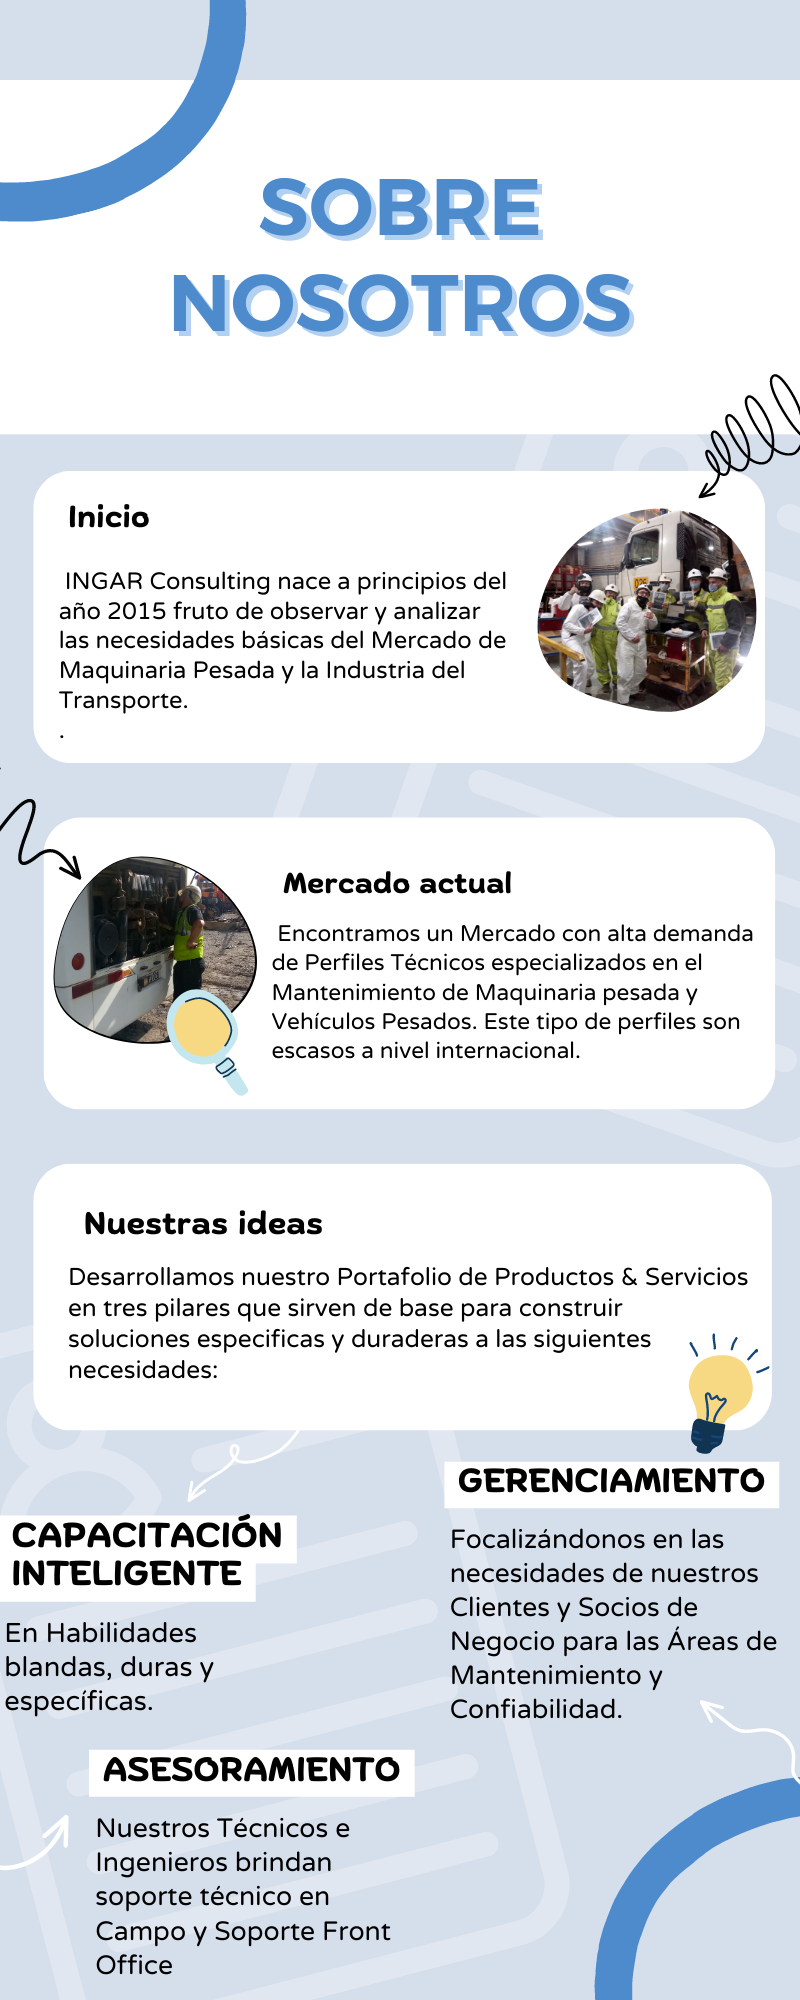 SOBRE
NOSOTROS
Inicio
INGAR Consulting nace a principios del
año 2015 fruto de observar y analizar
las necesidades básicas del Mercado de
Maquinaria Pesada y la Industria del
Transporte.
.
Mercado actual
Encontramos un Mercado con alta demanda
de Perfiles Técnicos especializados en el
Mantenimiento de Maquinaria pesada y
Vehículos Pesados. Este tipo de perfiles son
escasos a nivel internacional.
Nuestras ideas
Desarrollamos nuestro Portafolio de Productos & Servicios
en tres pilares que sirven de base para construir
soluciones especificas y duraderas a las siguientes
necesidades:
GERENCIAMIENTO
Focalizándonos en las
necesidades de nuestros
Clientes y Socios de
Negocio para las Áreas de
Mantenimiento y
Confiabilidad.
CAPACITACIÓN
INTELIGENTE
En Habilidades
blandas, duras y
específicas.
ASESORAMIENTO
Nuestros Técnicos e
Ingenieros brindan
soporte técnico en
Campo y Soporte Front
Office